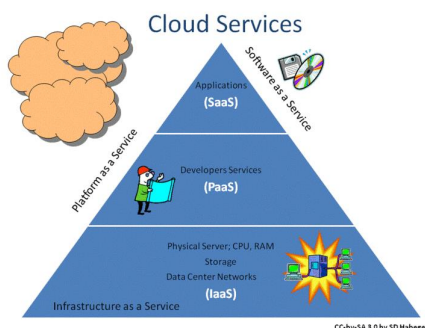 Cloud Services
Applications
(SaaS)
Software as a Service
Platform as a Service
Developers Services
(PaaS)
Physical Server; CPU, RAM
Storage
Data Center Networks
(IaaS)
Infrastructure as a Service
CC-by-SA 3.0 by SD Habege